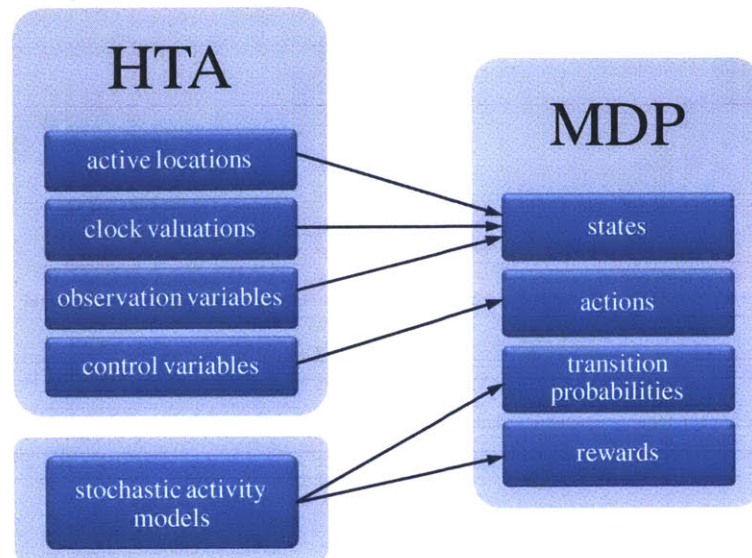 HTA
active locations
clock valuations
observation variables
control variables
stochastic activity
models
MDP
states
actions
transition
probabilities
rewards